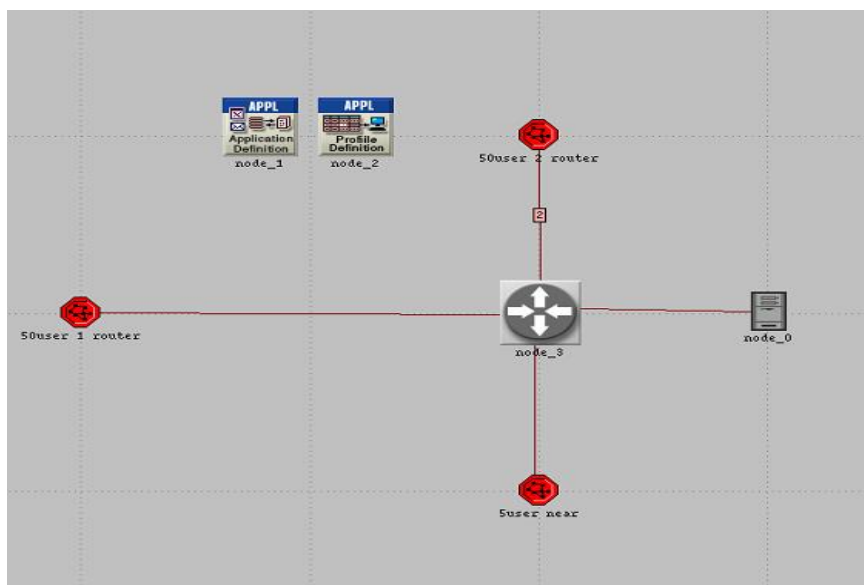 APPL
Application
Definition
node_1
APPL
Profile
Definition
node_2
50user 2 router
2
50user 1 router
node_3
node_0
5user near